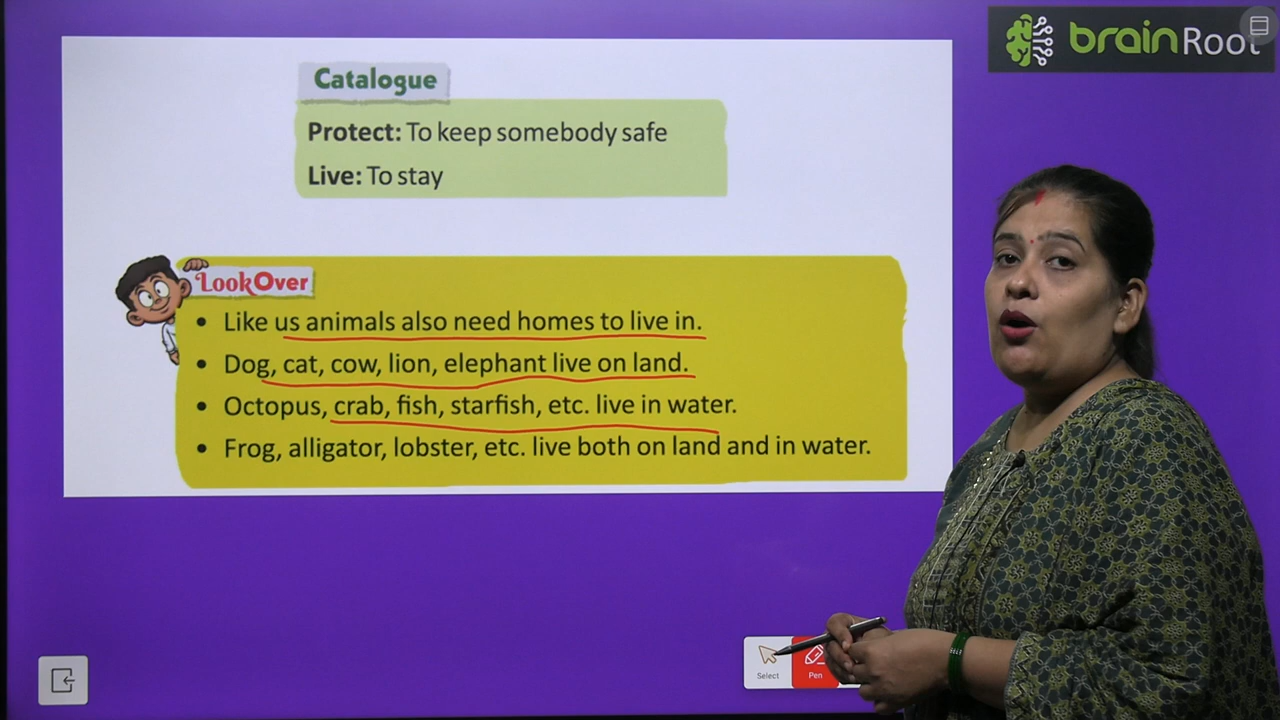 brainRoot
Catalogue
Protect: To keep somebody safe
Live: To stay
LookOver
• Like us animals also need homes to live in.
• Dog, cat, cow, lion, elephant live on land.
• Octopus, crab, fish, starfish, etc. live in water.
• Frog, alligator, lobster, etc. live both on land and in water.
Select
Pen